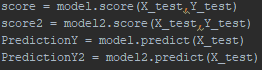 score = model.score(X_test,Y_test)
score2 = model2.score(X_test,Y_test)
PredictionY = model.predict(X_test)
PredictionY2 = model2.predict(X_test)